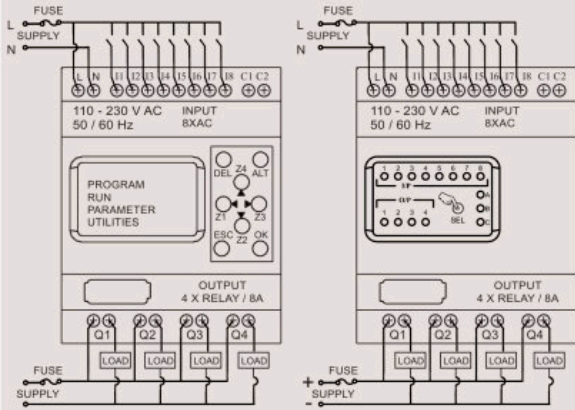 FUSE
L
SUPPLY
N
L N I1 I2 I3 I4 I5 I6 I7 I8 C1 C2
110 - 230 V AC INPUT
50 / 60 Hz 8XAC
PROGRAM
RUN
PARAMETER
UTILITIES
DEL Z4 ALT
Z1 Z3
ESC Z2 OK
OUTPUT
4 X RELAY / 8A
Q1 Q2 Q3 Q4
LOAD LOAD LOAD LOAD
FUSE
SUPPLY
FUSE
L
SUPPLY
N
L N I1 I2 I3 I4 I5 I6 I7 I8 C1 C2
110 - 230 V AC INPUT
50 / 60 Hz 8XAC
1 2 3 4 5 6 7 8
I/P
A
O/P
B
1 2 3 4
SEL
C
OUTPUT
4 X RELAY / 8A
Q1 Q2 Q3 Q4
LOAD LOAD LOAD LOAD
FUSE
+
SUPPLY
-